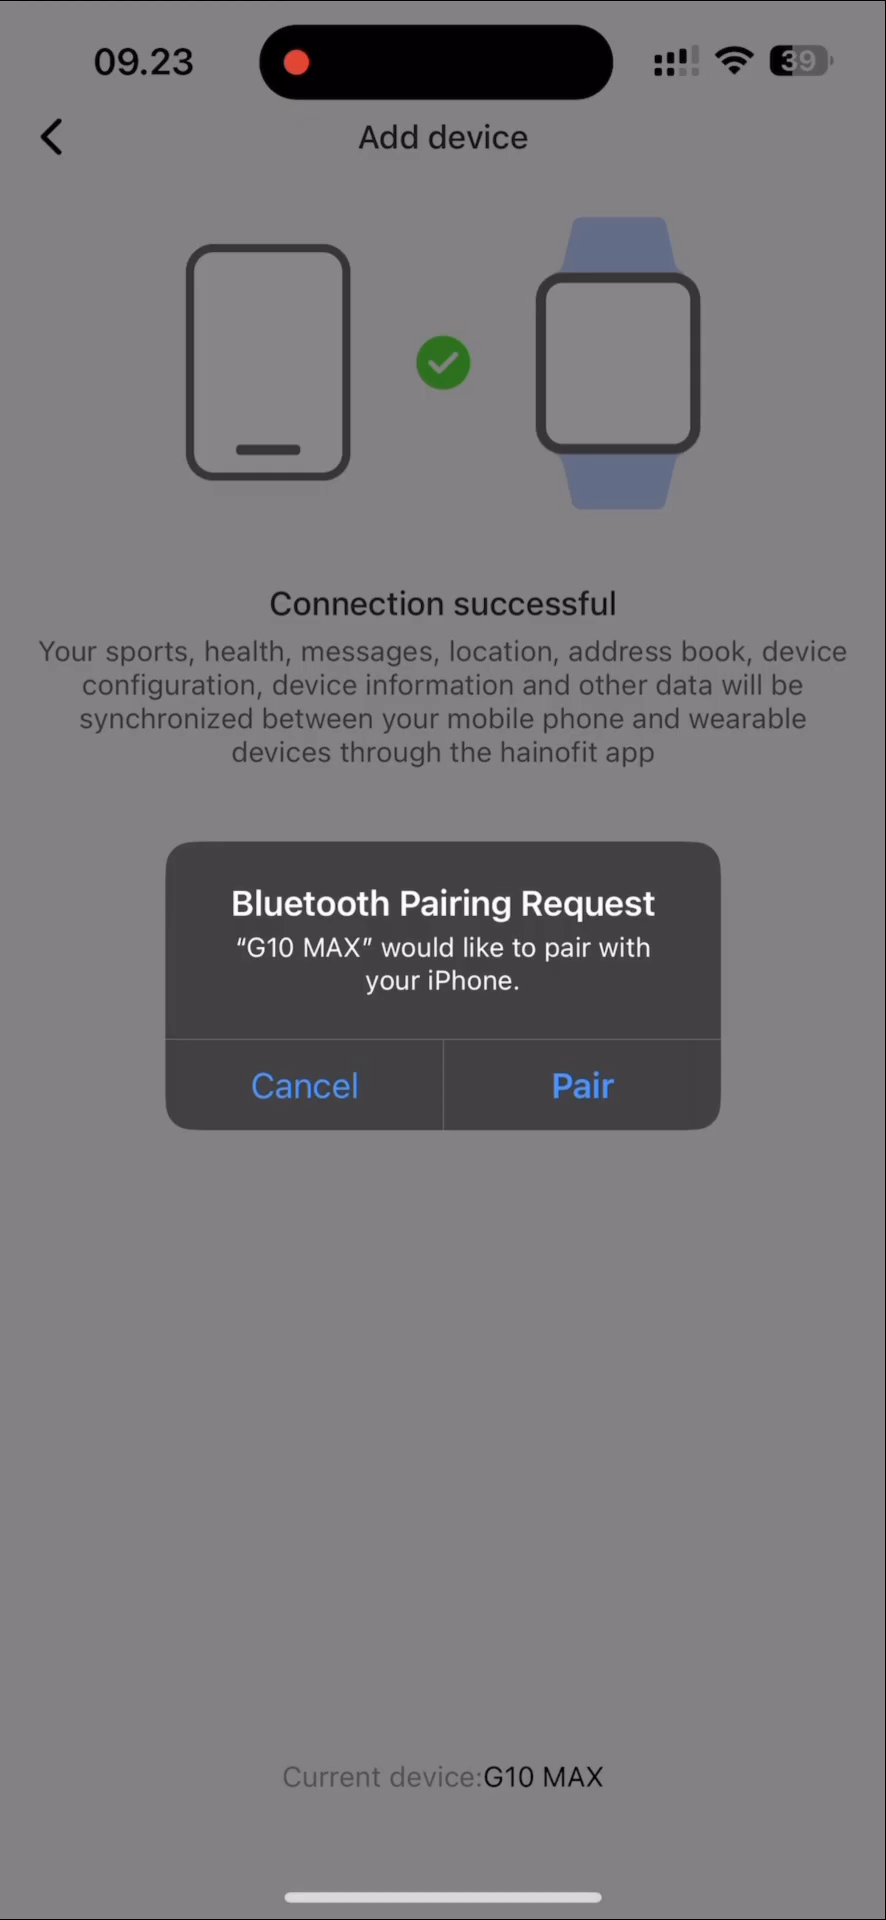 09.23
39
Add device
Connection successful
Your sports, health, messages, location, address book, device
configuration, device information and other data will be
synchronized between your mobile phone and wearable
devices through the hainofit app
Bluetooth Pairing Request
“G10 MAX” would like to pair with
your iPhone.
Cancel
Pair
Current device:G10 MAX